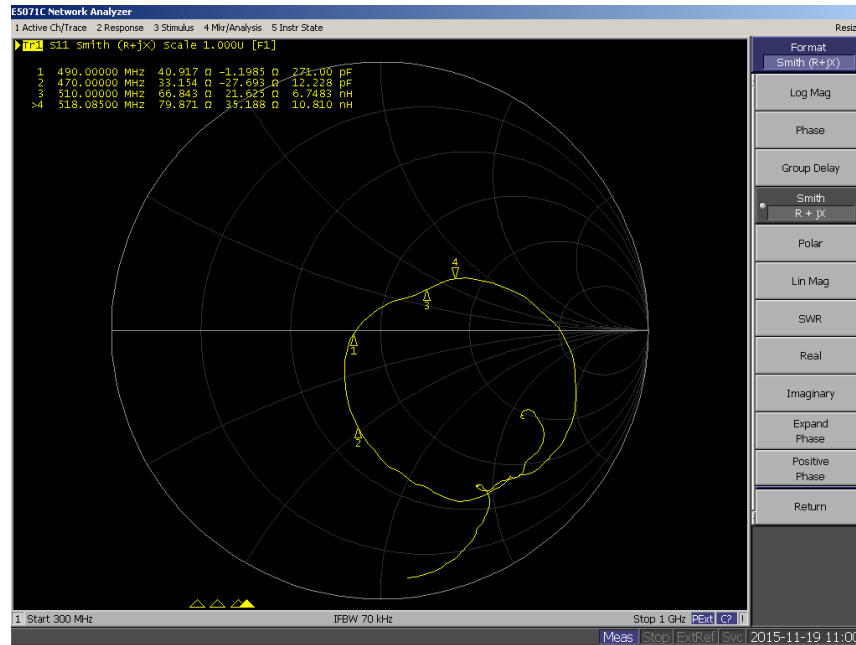 E5071C Network Analyzer
1 Active Ch/Trace 2 Response 3 Stimulus 4 Mkr/Analysis 5 Instr State
Resiz
Tr1 S11 Smith (R+jX) Scale 1.000U [F1]
1 490.00000 MHz 40.917 Ω -1.1985 Ω 271.00 pF
2 470.00000 MHz 33.154 Ω -27.693 Ω 12.228 pF
3 510.00000 MHz 66.843 Ω 21.625 Ω 6.7483 nH
>4 518.08500 MHz 79.871 Ω 35.188 Ω 10.810 nH
4
3
1
2
Format
Smith (R+jX)
Log Mag
Phase
Group Delay
Smith
R + jX
Polar
Lin Mag
SWR
Real
Imaginary
Expand
Phase
Positive
Phase
Return
1 Start 300 MHz
IFBW 70 kHz
Stop 1 GHz PExt C? !
Meas Stop ExtRef Svc 2015-11-19 11:00